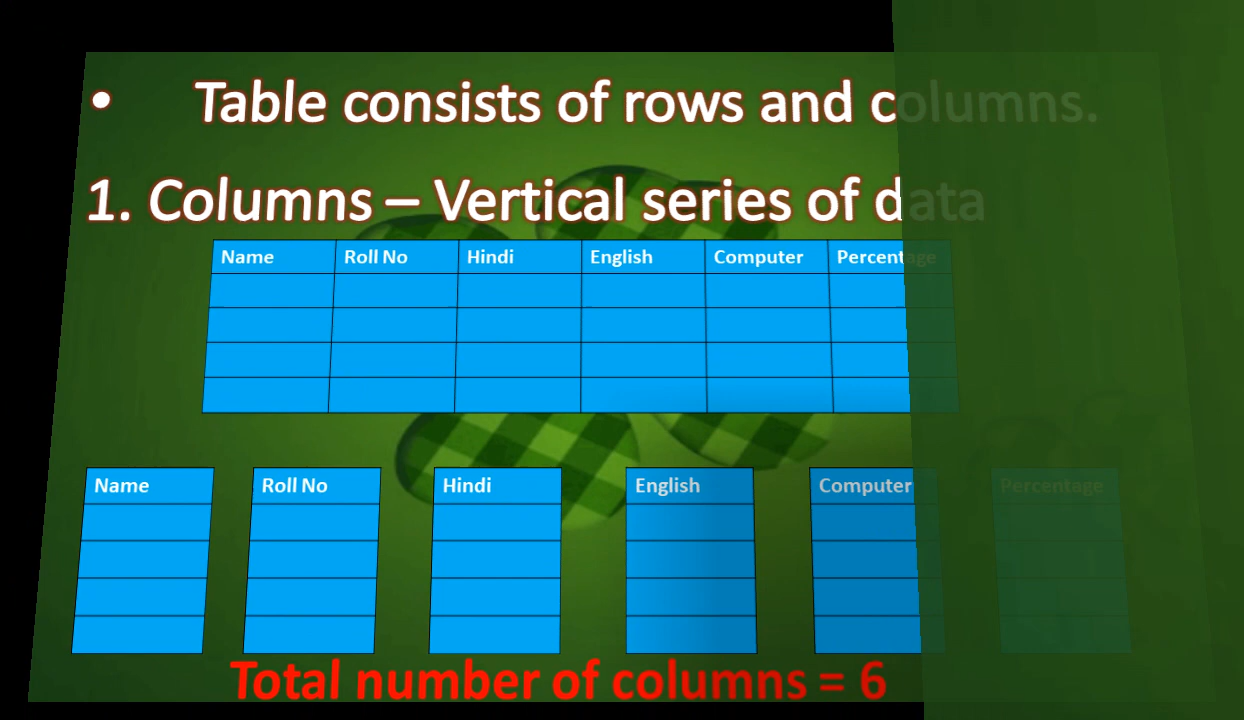 • Table consists of rows and columns.
1. Columns – Vertical series of data
Name Roll No Hindi English Computer Percentage
Name Roll No Hindi English Computer Percentage
Total number of columns = 6